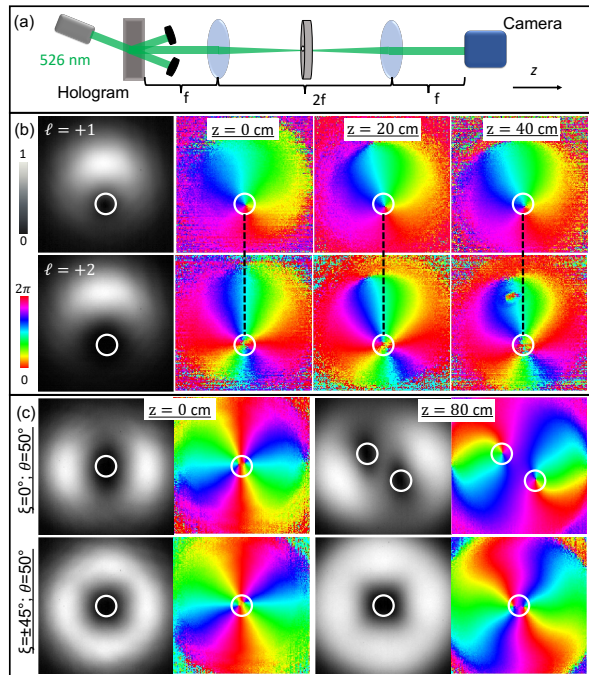 (a)
Camera
526 nm
Hologram
f
2f
f
z
(b)
ℓ = +1
z = 0 cm
z = 20 cm
z = 40 cm
1
0
ℓ = +2
2π
0
(c)
z = 0 cm
z = 80 cm
ξ=0°; θ=50°
ξ=±45°; θ=50°